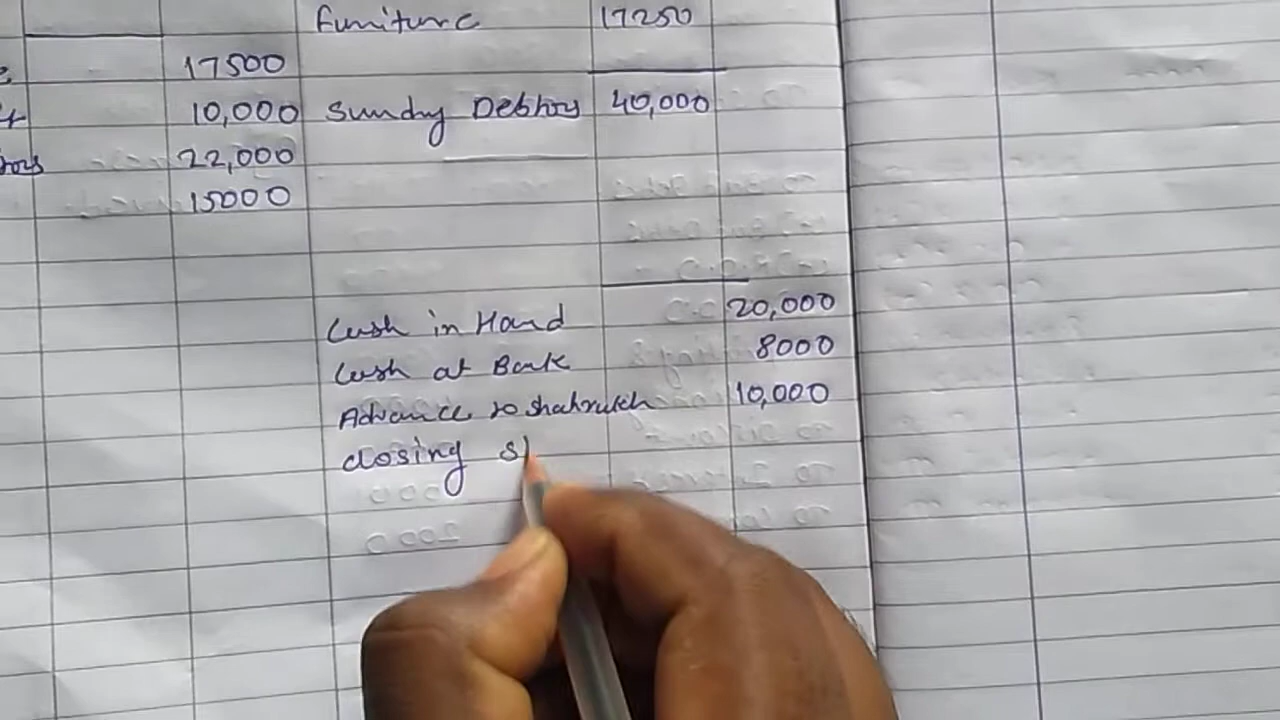 Furniture 17250
17500
10,000 Sundry Debtors 40,000
22,000
15000
Cash in Hand 20,000
Cash at Bank 8000
Advance to Shahrukh 10,000
closing s